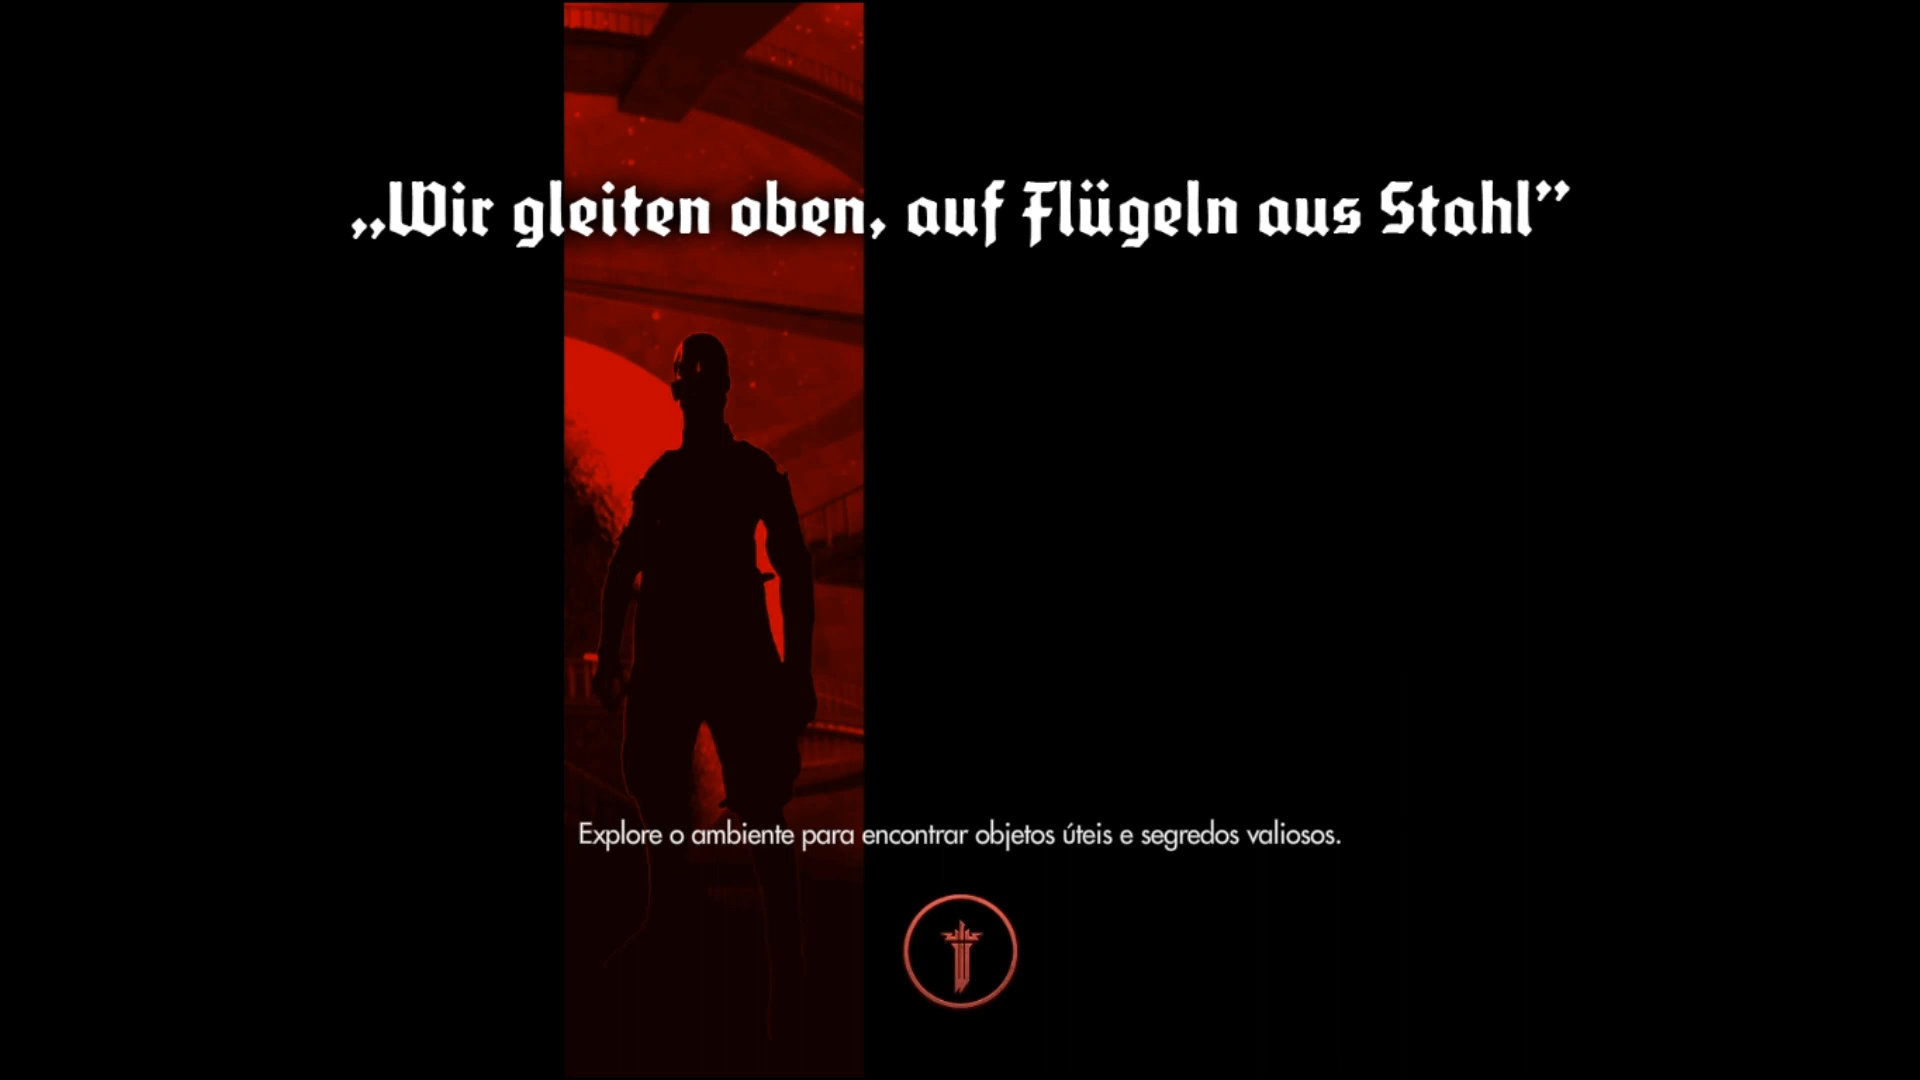 „Wir gleiten oben, auf Flügeln aus Stahl”
Explore o ambiente para encontrar objetos úteis e segredos valiosos.